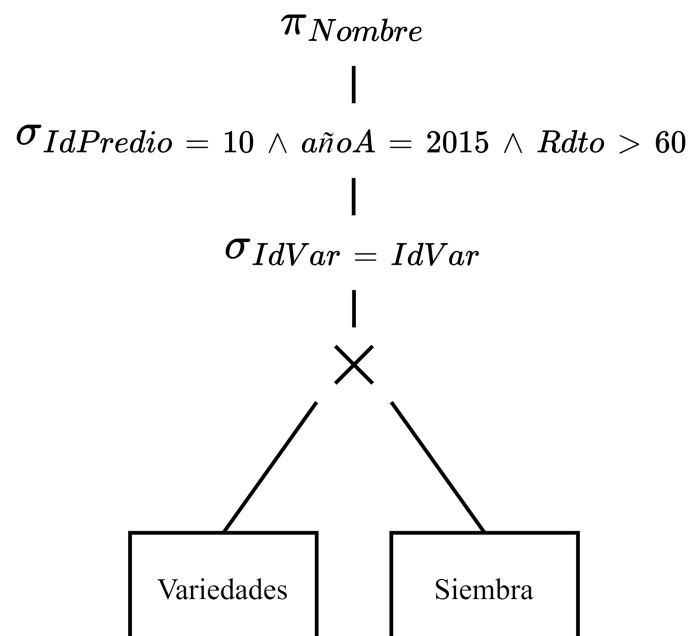 π Nombre
σ IdPredio = 10 ∧ añoA = 2015 ∧ Rdto > 60
σ IdVar = IdVar
×
Variedades Siembra